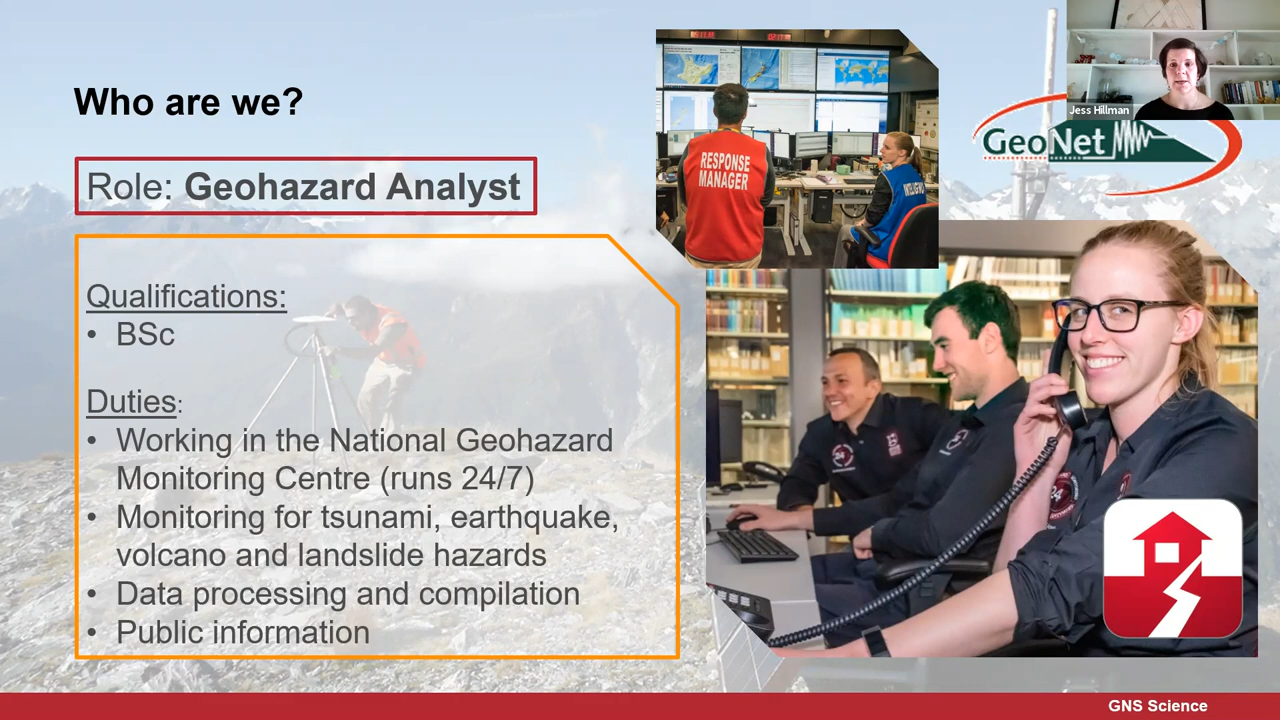 Who are we?
Role: Geohazard Analyst
Qualifications:
• BSc
Duties:
• Working in the National Geohazard
Monitoring Centre (runs 24/7)
• Monitoring for tsunami, earthquake,
volcano and landslide hazards
• Data processing and compilation
• Public information
RESPONSE
MANAGER
GeoNet
Jess Hillman
24
GNS Science